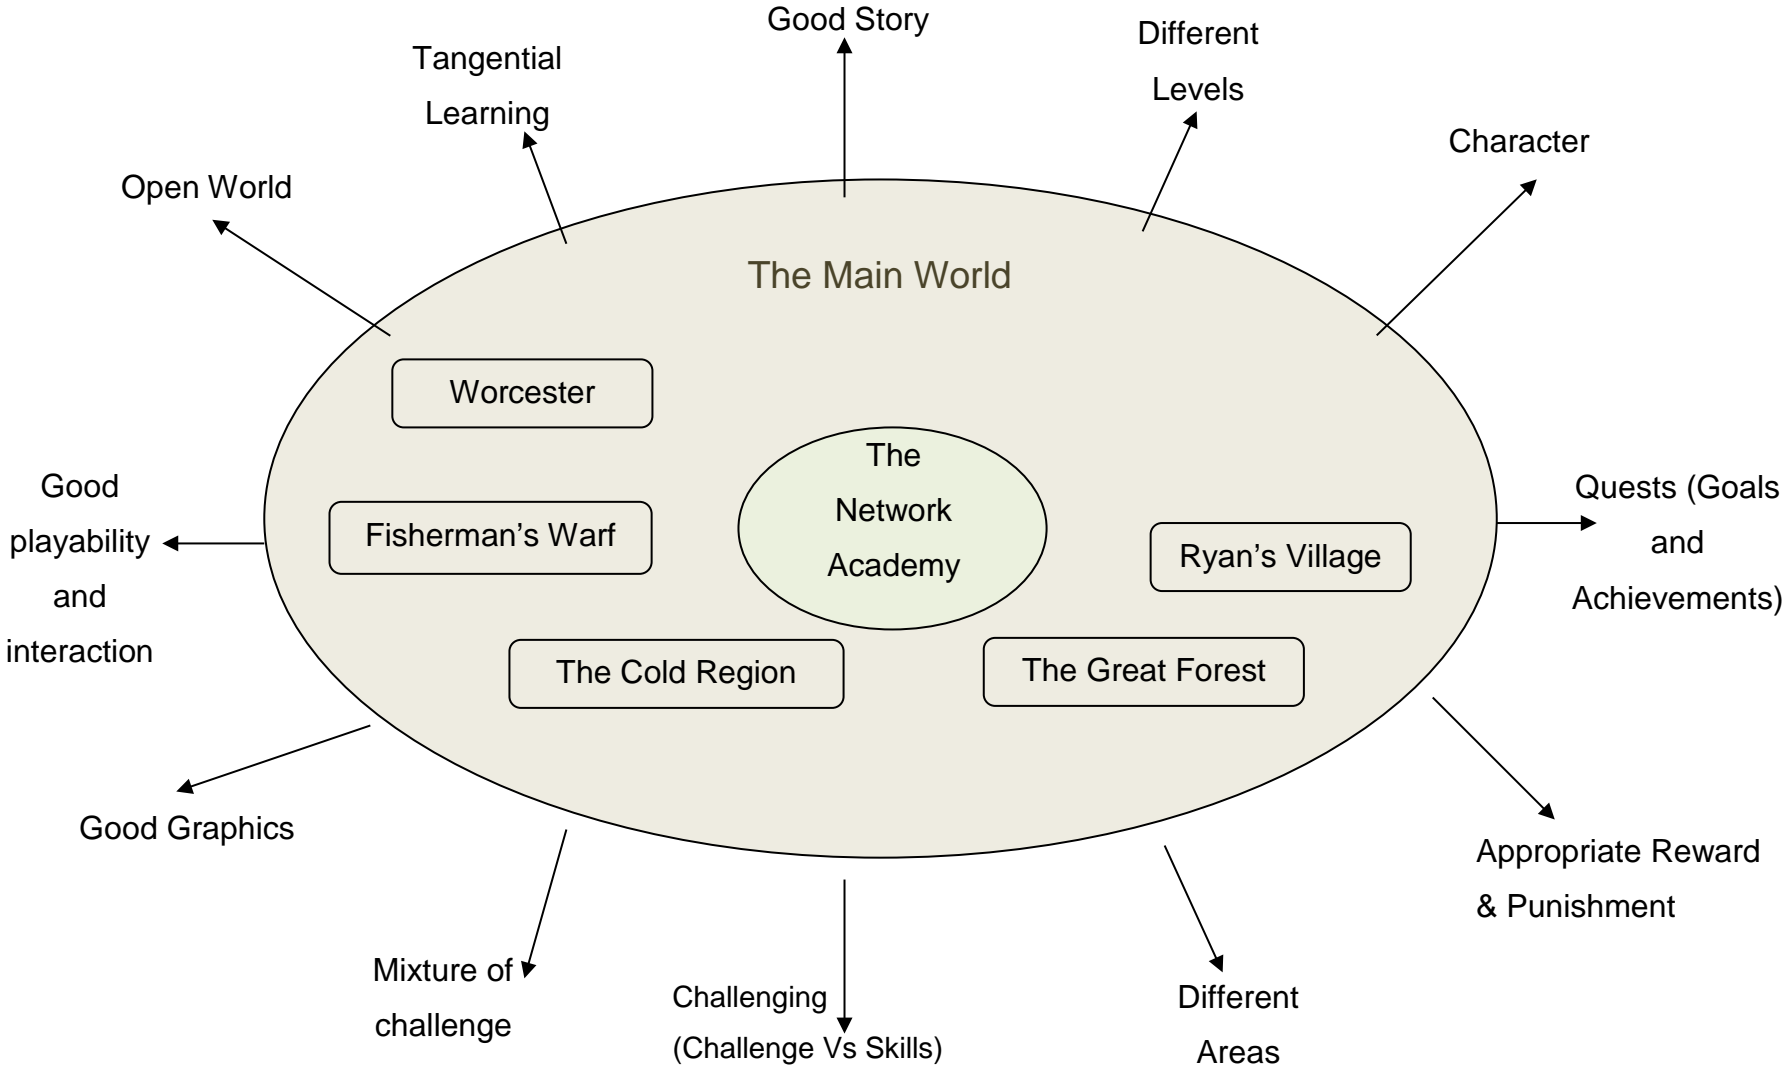 Good Story
Different
Levels
Tangential
Learning
Character
Open World
The Main World
Worcester
The
Network
Academy
Good
playability
and
interaction
Fisherman’s Warf
Ryan’s Village
Quests (Goals
and
Achievements)
The Cold Region
The Great Forest
Good Graphics
Appropriate Reward
& Punishment
Mixture of
challenge
Challenging
(Challenge Vs Skills)
Different
Areas